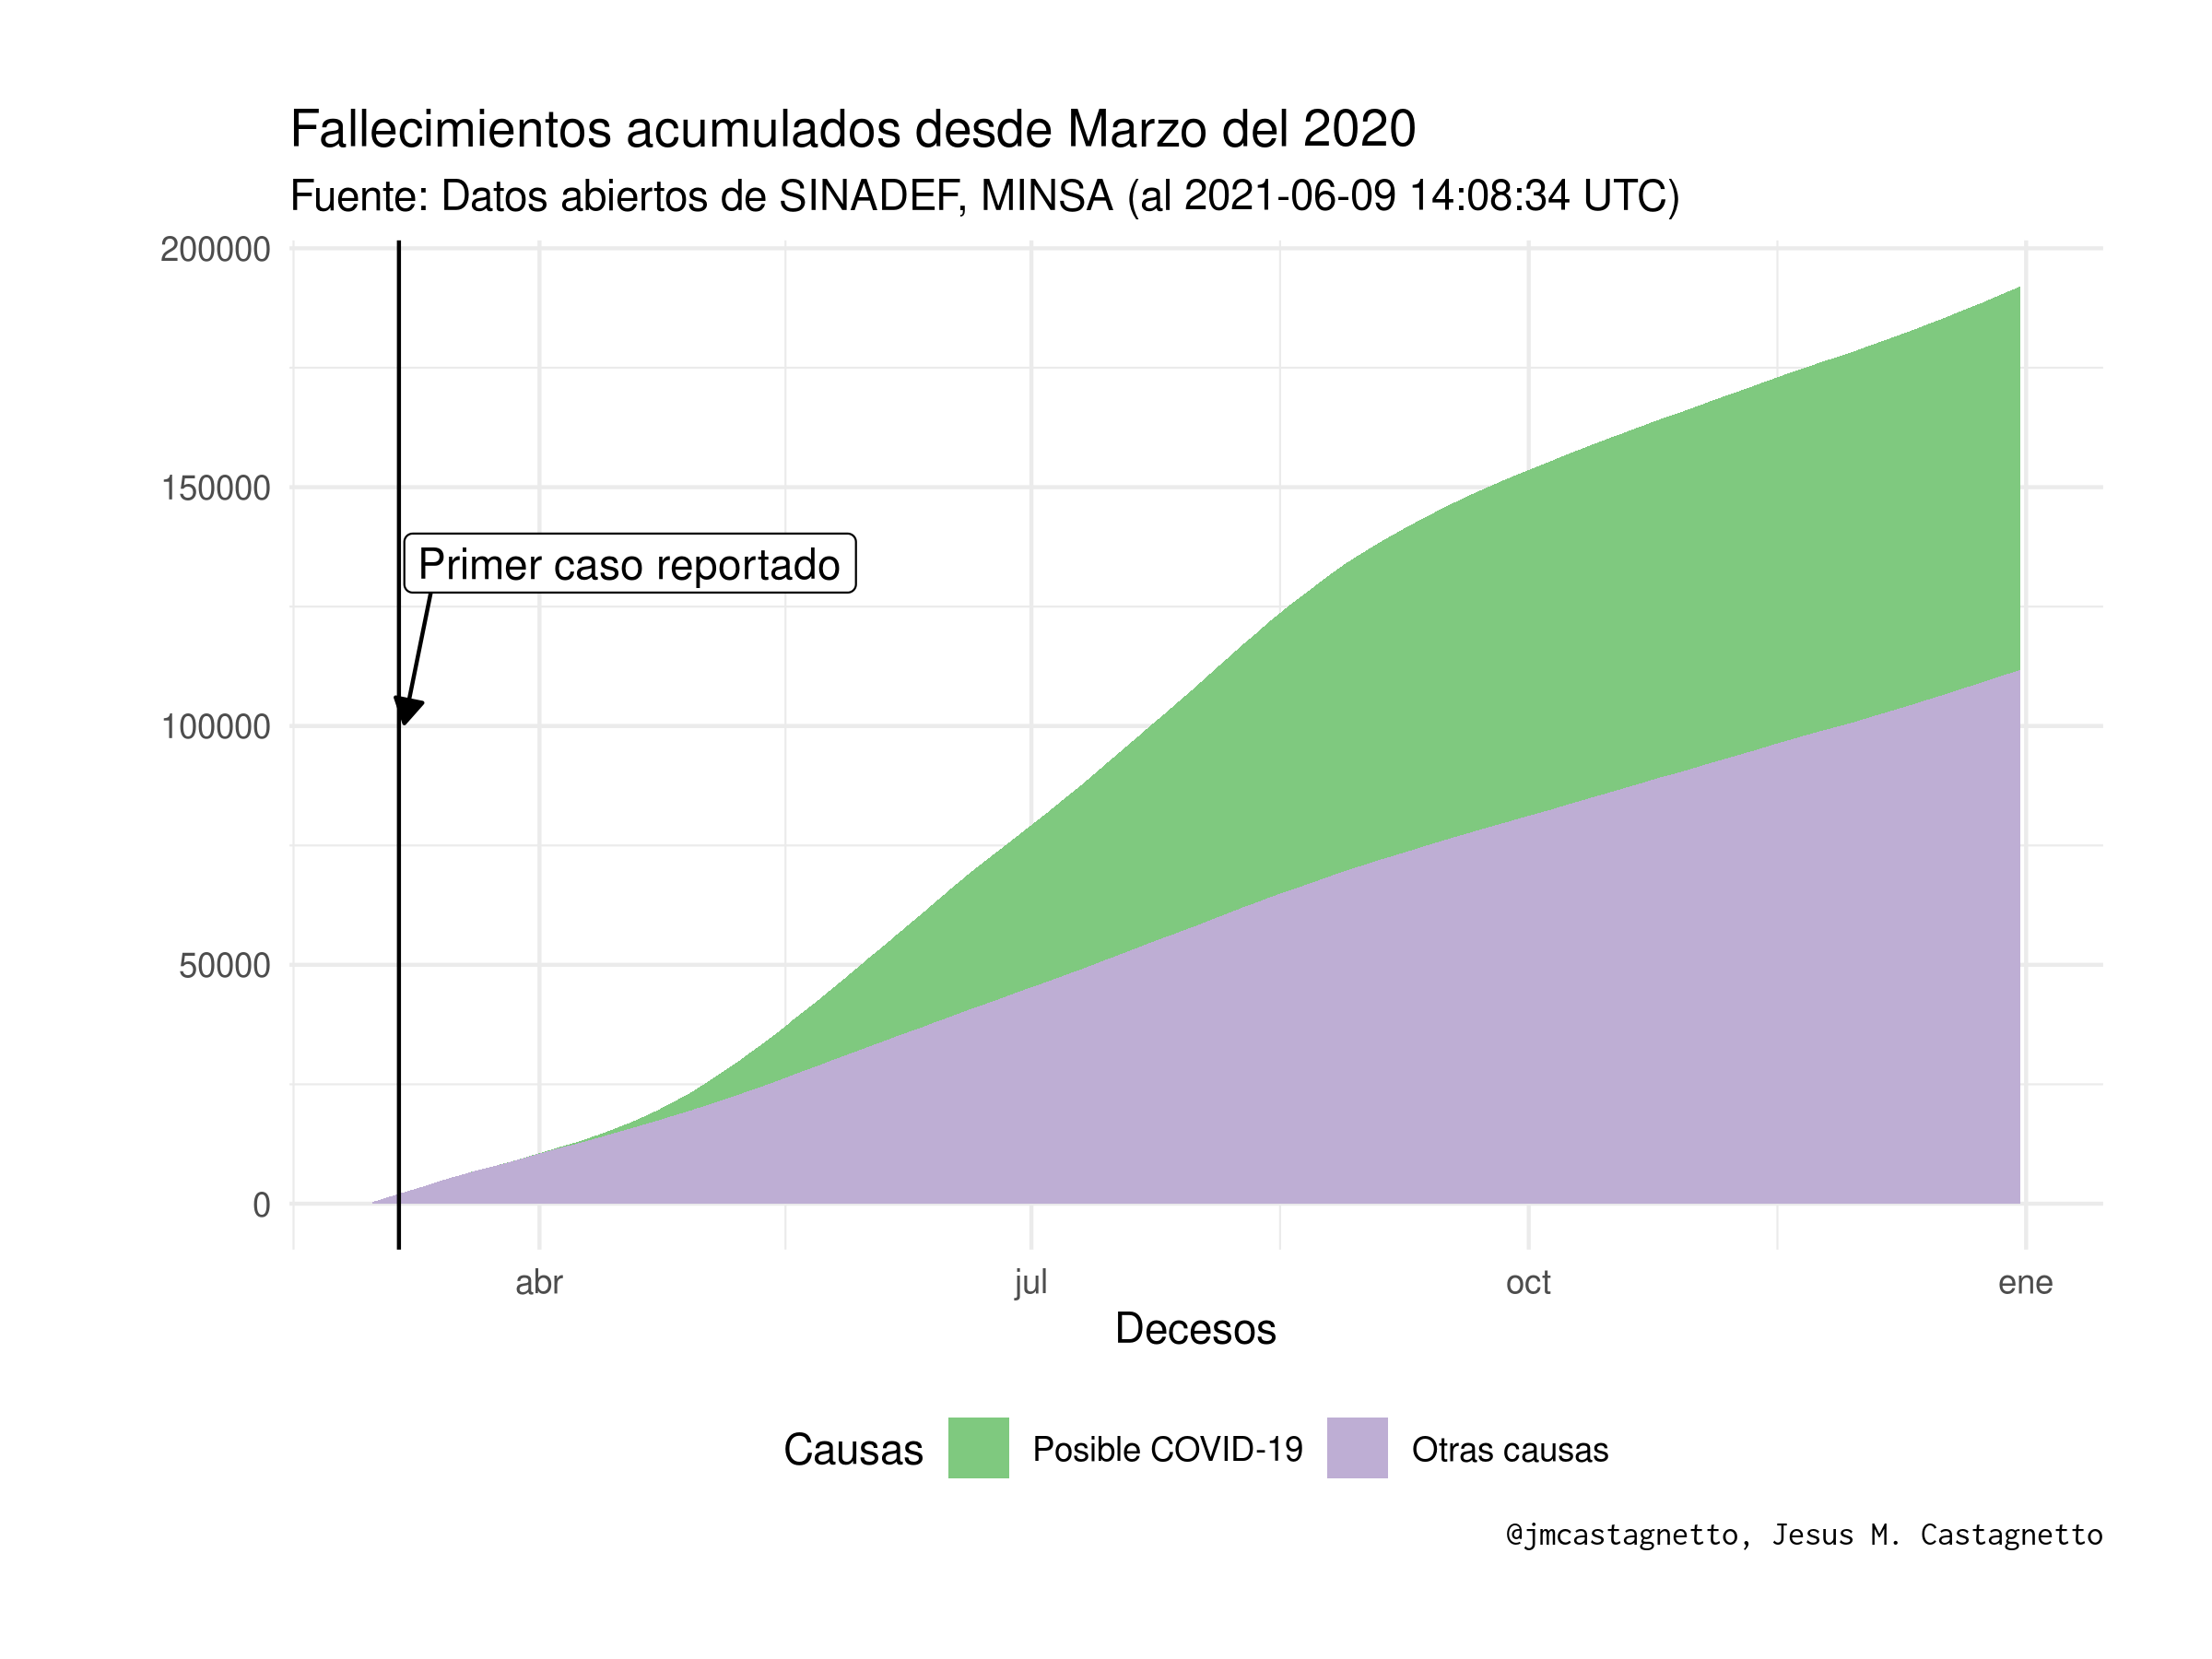 Fallecimientos acumulados desde Marzo del 2020
Fuente: Datos abiertos de SINADEF, MINSA (al 2021-06-09 14:08:34 UTC)
200000
150000
Primer caso reportado
100000
50000
0
abr jul oct ene
Decesos
Causas Posible COVID-19 Otras causas
@jmcastagnetto, Jesus M. Castagnetto